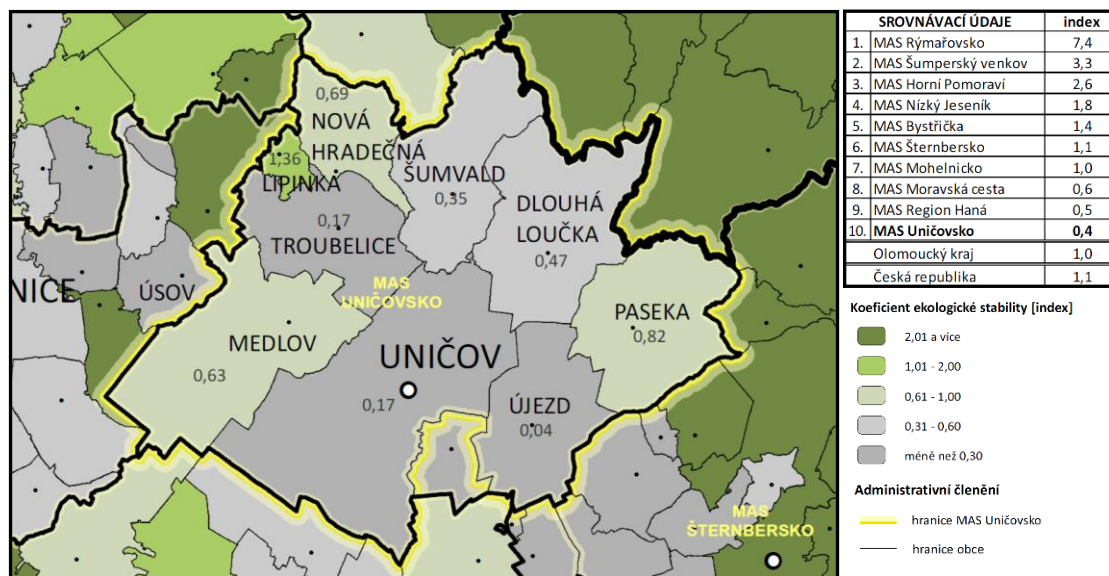 0,69
NOVÁ
HRADEČNÁ
1,36
LIPINKA
ŠUMVALD
0,35
0,17
TROUBELICE
DLOUHÁ
LOUČKA
0,47
NICE
ÚSOV
MAS
UNIČOVSKO
PASEKA
0,82
MEDLOV
0,63
UNIČOV
0,17
ÚJEZD
0,04
MAS
ŠTERNBERSKO
SROVNÁVACÍ ÚDAJE index
1. MAS Rýmařovsko 7,4
2. MAS Šumperský venkov 3,3
3. MAS Horní Pomoraví 2,6
4. MAS Nízký Jeseník 1,8
5. MAS Bystřička 1,4
6. MAS Šternbersko 1,1
7. MAS Mohelnicko 1,0
8. MAS Moravská cesta 0,6
9. MAS Region Haná 0,5
10. MAS Uničovsko 0,4
Olomoucký kraj 1,0
Česká republika 1,1
Koeficient ekologické stability [index]
2,01 a více
1,01 - 2,00
0,61 - 1,00
0,31 - 0,60
méně než 0,30
Administrativní členění
hranice MAS Uničovsko
hranice obce